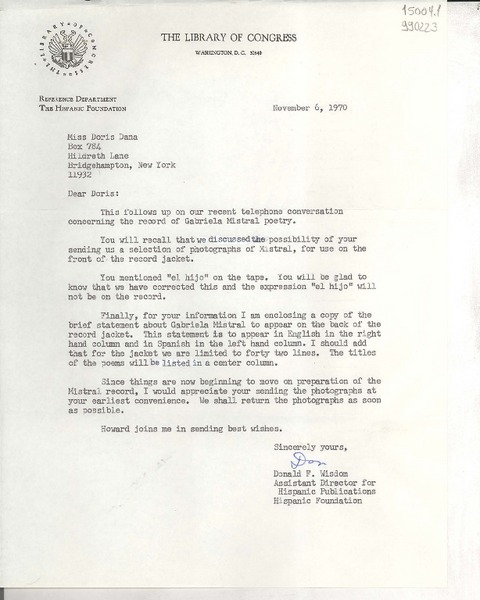 150041
990223
THE LIBRARY OF CONGRESS
THE LIBRARY OF CONGRESS
WASHINGTON, D. C. 20540
REFERENCE DEPARTMENT
THE HISPANIC FOUNDATION
November 6, 1970
Miss Doris Dana
Box 784
Hildreth Lane
Bridgehampton, New York
11932
Dear Doris:
This follows up on our recent telephone conversation
concerning the record of Gabriela Mistral poetry.
You will recall that we discussed the possibility of your
sending us a selection of photographs of Mistral, for use on the
front of the record jacket.
You mentioned "el hijo" on the tape. You will be glad to
know that we have corrected this and the expression "el hijo" will
not be on the record.
Finally, for your information I am enclosing a copy of the
brief statement about Gabriela Mistral to appear on the back of the
record jacket. This statement is to appear in English in the right
hand column and in Spanish in the left hand column. I should add
that for the jacket we are limited to forty two lines. The titles
of the poems will be listed in a center column.
Since things are now beginning to move on preparation of the
Mistral record, I would appreciate your sending the photographs at
your earliest convenience. We shall return the photographs as soon
as possible.
Howard joins me in sending best wishes.
Sincerely yours,
Don
Donald F. Wisdom
Assistant Director for
Hispanic Publications
Hispanic Foundation